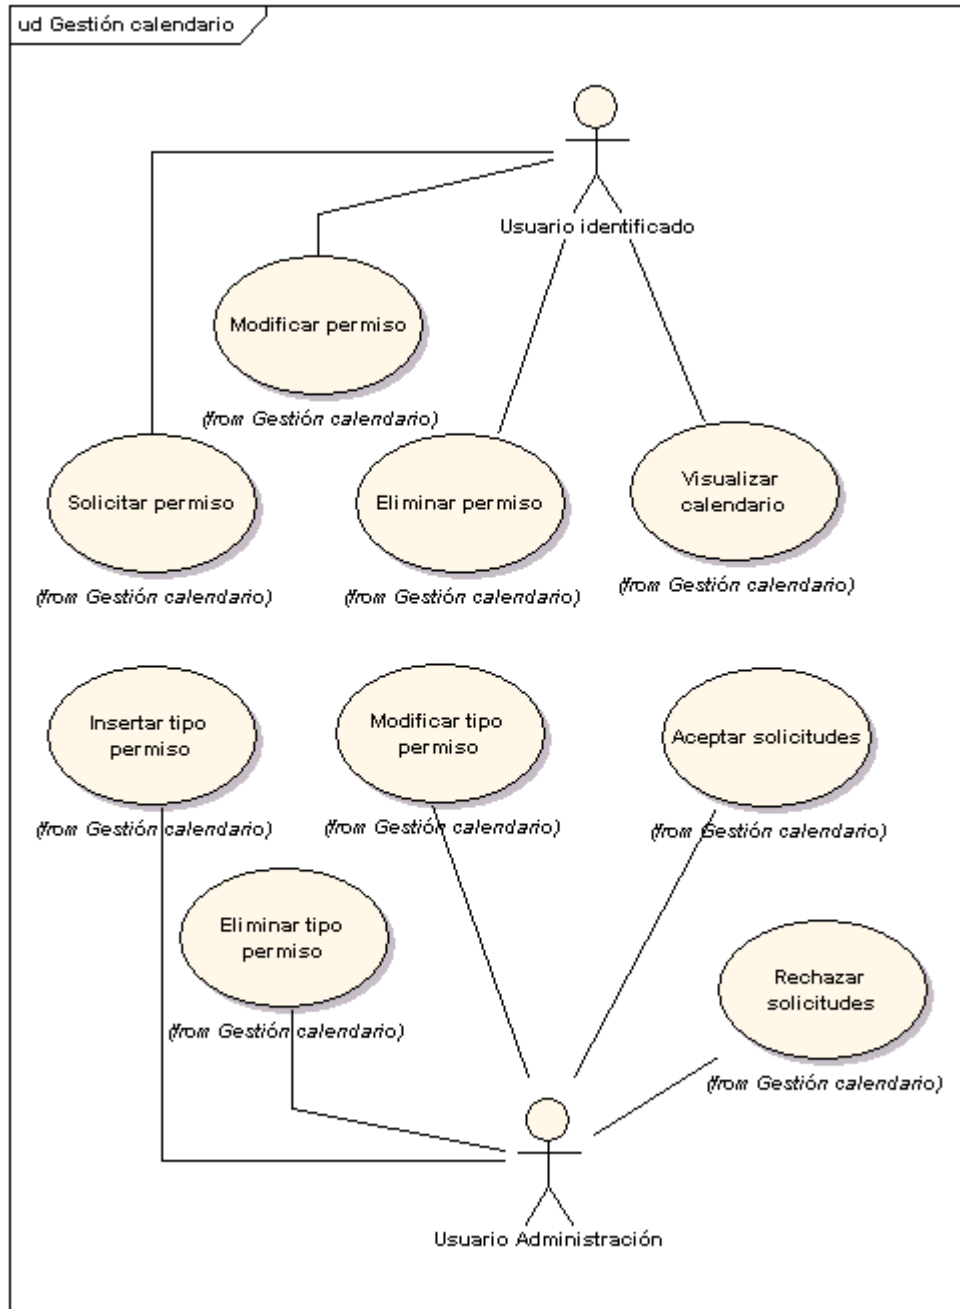 ud Gestión calendario
Usuario identificado
Modificar permiso
(from Gestión calendario)
Solicitar permiso
(from Gestión calendario)
Eliminar permiso
(from Gestión calendario)
Visualizar
calendario
(from Gestión calendario)
Insertar tipo
permiso
(from Gestión calendario)
Modificar tipo
permiso
(from Gestión calendario)
Aceptar solicitudes
(from Gestión calendario)
Eliminar tipo
permiso
(from Gestión calendario)
Rechazar
solicitudes
(from Gestión calendario)
Usuario Administración